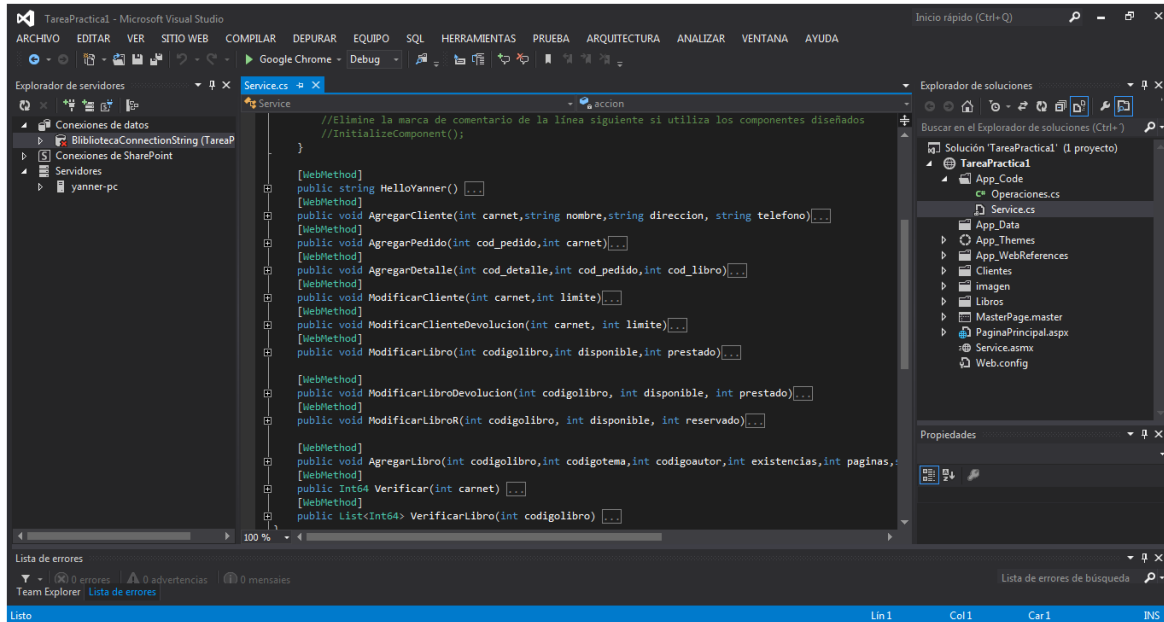 TareaPractica1 - Microsoft Visual Studio
Inicio rápido (Ctrl+Q)
ARCHIVO EDITAR VER SITIO WEB COMPILAR DEPURAR EQUIPO SQL HERRAMIENTAS PRUEBA ARQUITECTURA ANALIZAR VENTANA AYUDA
Google Chrome Debug
Explorador de servidores
Conexiones de datos
BlibliotecaConnectionString (TareaP
Conexiones de SharePoint
Servidores
yanner-pc
Service.cs
Service
accion
//Elimine la marca de comentario de la línea siguiente si utiliza los componentes diseñados
//InitializeComponent();
}
[WebMethod]
public string HelloYanner() ...
[WebMethod]
public void AgregarCliente(int carnet,string nombre,string direccion, string telefono)...
[WebMethod]
public void AgregarPedido(int cod_pedido,int carnet)...
[WebMethod]
public void AgregarDetalle(int cod_detalle,int cod_pedido,int cod_libro)...
[WebMethod]
public void ModificarCliente(int carnet,int limite)...
[WebMethod]
public void ModificarClienteDevolucion(int carnet, int limite)...
[WebMethod]
public void ModificarLibro(int codigolibro,int disponible,int prestado)...
[WebMethod]
public void ModificarLibroDevolucion(int codigolibro, int disponible, int prestado)...
[WebMethod]
public void ModificarLibroR(int codigolibro, int disponible, int reservado)...
[WebMethod]
public void AgregarLibro(int codigolibro,int codigotema,int codigoautor,int existencias,int paginas,
[WebMethod]
public Int64 Verificar(int carnet) ...
[WebMethod]
public List<Int64> VerificarLibro(int codigolibro) ...
100 %
Explorador de soluciones
Buscar en el Explorador de soluciones (Ctrl+')
Solución 'TareaPractica1' (1 proyecto)
TareaPractica1
App_Code
Operaciones.cs
Service.cs
App_Data
App_Themes
App_WebReferences
Clientes
imagen
Libros
MasterPage.master
PaginaPrincipal.aspx
Service.asmx
Web.config
Propiedades
Lista de errores
0 errores 0 advertencias 0 mensajes
Lista de errores de búsqueda
Team Explorer Lista de errores
Listo Lín 1 Col 1 Car 1 INS